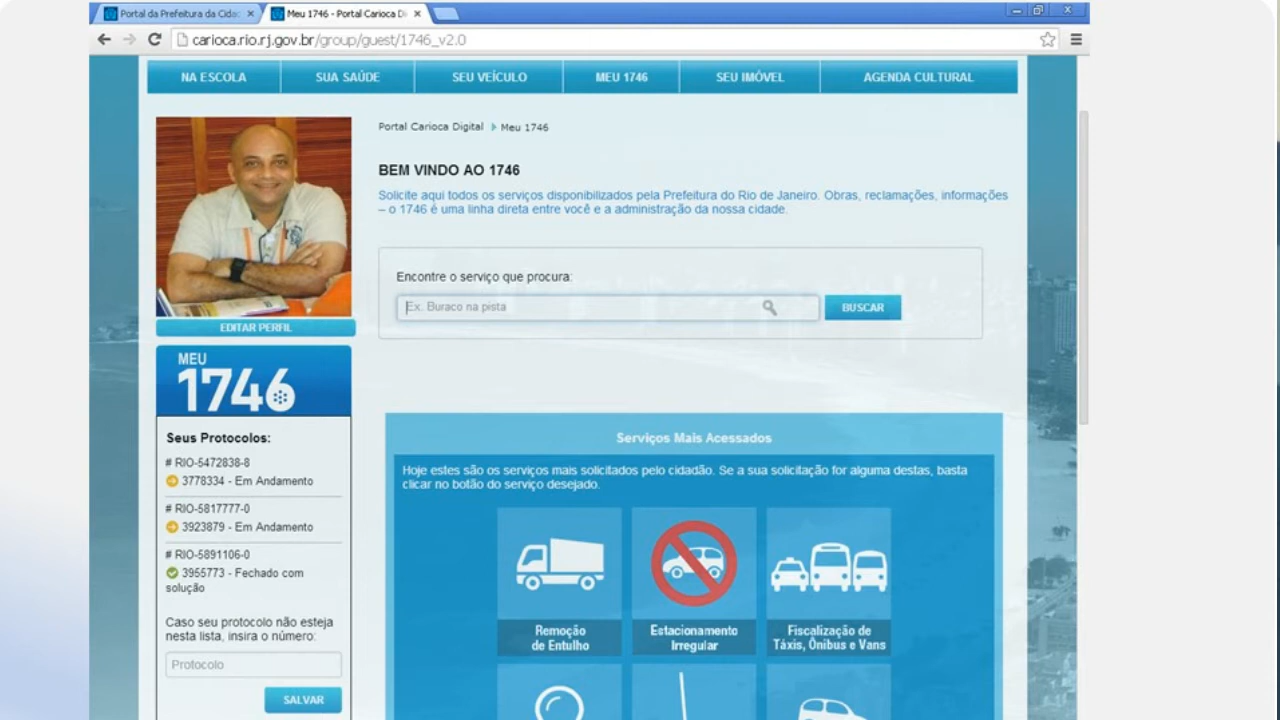 Portal da Prefeitura da Cidad
Meu 1746 - Portal Carioca Di
carioca.rio.rj.gov.br/group/guest/1746_v2.0
NA ESCOLA
SUA SAÚDE
SEU VEÍCULO
MEU 1746
SEU IMÓVEL
AGENDA CULTURAL
Portal Carioca Digital
Meu 1746
BEM VINDO AO 1746
Solicite aqui todos os serviços disponibilizados pela Prefeitura do Rio de Janeiro. Obras, reclamações, informações
– o 1746 é uma linha direta entre você e a administração da nossa cidade.
Encontre o serviço que procura:
Ex. Buraco na pista
BUSCAR
EDITAR PERFIL
MEU
1746
Seus Protocolos:
# RIO-5472838-8
3778334 - Em Andamento
# RIO-5817777-0
3923879 - Em Andamento
# RIO-5891106-0
3955773 - Fechado com
solução
Caso seu protocolo não esteja
nesta lista, insira o número:
Protocolo
SALVAR
Serviços Mais Acessados
Hoje estes são os serviços mais solicitados pelo cidadão. Se a sua solicitação for alguma destas, basta
clicar no botão do serviço desejado.
Remoção
de Entulho
Estacionamento
Irregular
Fiscalização de
Táxis, Ônibus e Vans